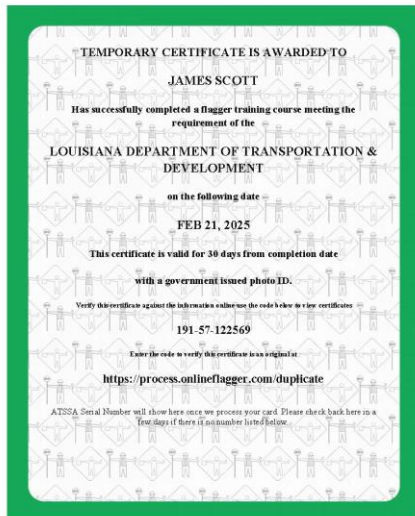 TEMPORARY CERTIFICATE IS AWARDED TO
JAMES SCOTT
Has successfully completed a flagger training course meeting the
requirement of the
LOUISIANA DEPARTMENT OF TRANSPORTATION &
DEVELOPMENT
on the following date
FEB 21, 2025
This certificate is valid for 30 days from completion date
with a government issued photo ID.
Verify this certificate against the information online use the code below to view certificates
191-57-122569
Enter the code to verify this certificate is an original at
https://process.onlineflagger.com/duplicate
ATSSA Serial Number will show here once we process your card. Please check back here in a
few days if there is no number listed below.